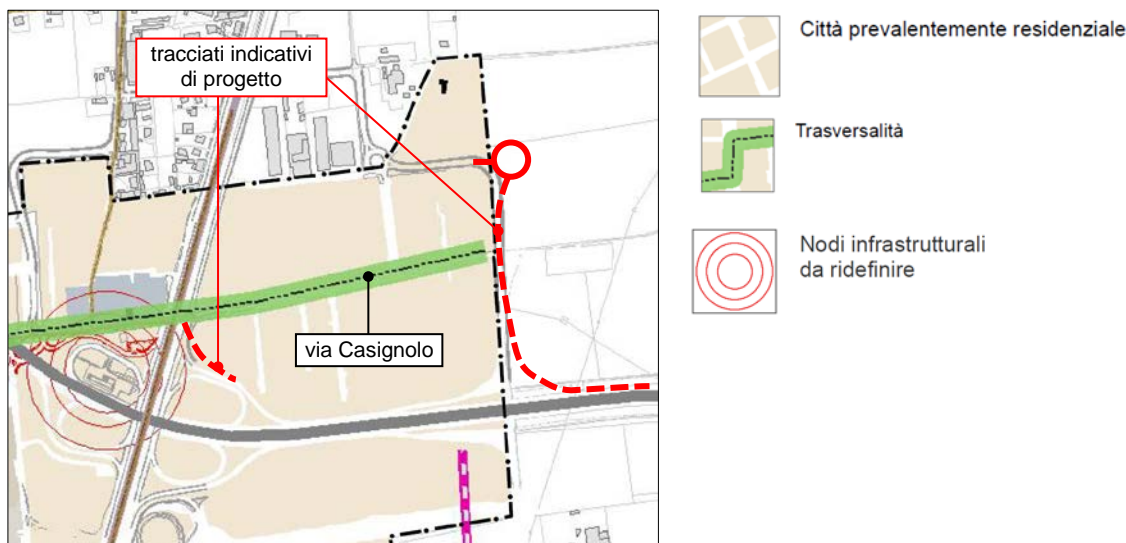 tracciati indicativi
di progetto
via Casignolo
Città prevalentemente residenziale
Trasversalità
Nodi infrastrutturali
da ridefinire